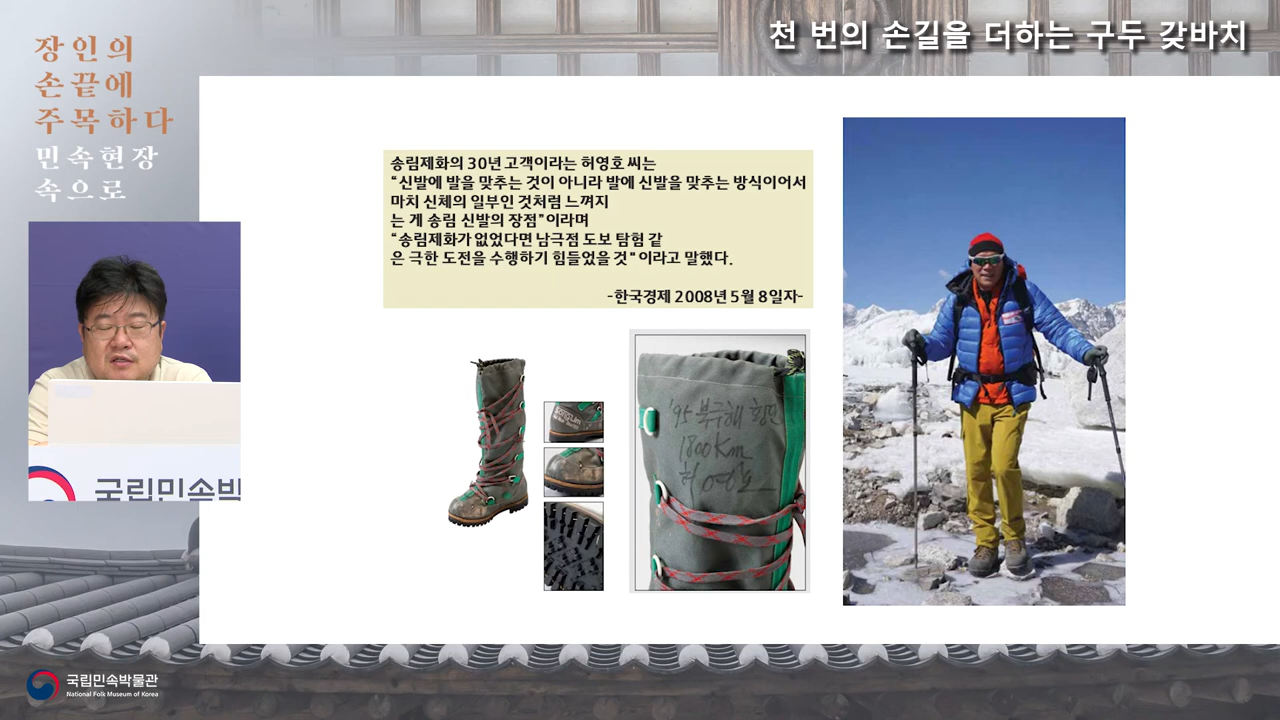 천 번의 손길을 더하는 구두 갖바치
장인의
손끝에
주목하다
민속현장
속으로
송림제화의 30년 고객이라는 허영호 씨는
"신발에 발을 맞추는 것이 아니라 발에 신발을 맞추는 방식이어서
마치 신체의 일부인 것처럼 느껴지
는 게 송림 신발의 장점"이라며
"송림제화가 없었다면 남극점 도보 탐험 같
은 극한 도전을 수행하기 힘들었을 것"이라고 말했다.
-한국경제 2008년 5월 8일자-
'95 북극해 횡단
1800Km
허영호
국립민속박
국립민속박물관
National Folk Museum of Korea